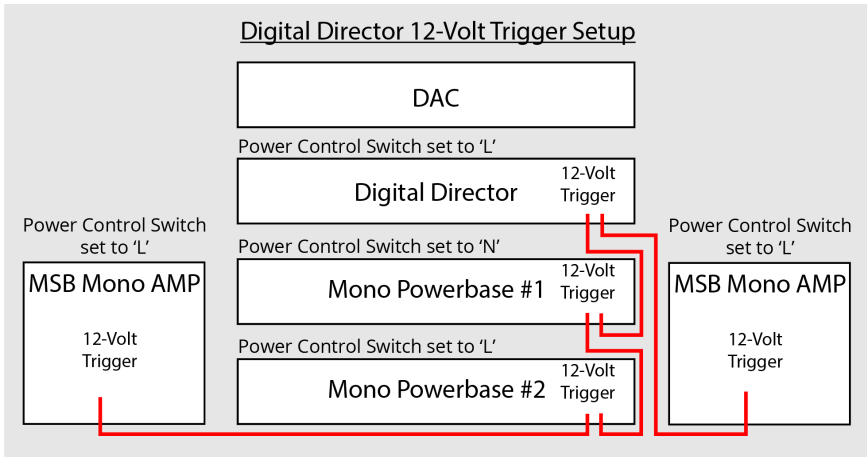 Digital Director 12-Volt Trigger Setup
DAC
Power Control Switch set to ‘L’
Digital Director
12-Volt
Trigger
Power Control Switch
set to ‘L’
MSB Mono AMP
12-Volt
Trigger
Power Control Switch set to ‘N’
Mono Powerbase #1
12-Volt
Trigger
Power Control Switch set to ‘L’
Mono Powerbase #2
12-Volt
Trigger
Power Control Switch
set to ‘L’
MSB Mono AMP
12-Volt
Trigger